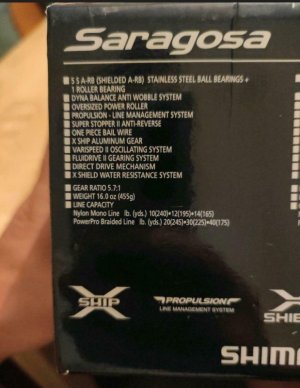 Saragosa
5 S A-RB (SHIELDED A-RB) STAINLESS STEEL BALL BEARINGS +
1 ROLLER BEARING
DYNA BALANCE ANTI WOBBLE SYSTEM
OVERSIZED POWER ROLLER
PROPULSION - LINE MANAGEMENT SYSTEM
SUPER STOPPER II ANTI-REVERSE
ONE PIECE BAIL WIRE
X SHIP ALUMINUM GEAR
VARISPEED II OSCILLATING SYSTEM
FLUIDRIVE II GEARING SYSTEM
DIRECT DRIVE MECHANISM
X SHIELD WATER RESISTANCE SYSTEM
GEAR RATIO 5.7:1
WEIGHT 16.0 oz (455g)
LINE CAPACITY
Nylon Mono Line lb. (yds.) 10(240)•12(195)•14(165)
PowerPro Braided Line lb. (yds.) 20(245)•30(225)•40(175)
X SHIP
PROPULSION
LINE MANAGEMENT SYSTEM
SHIE
SHIM